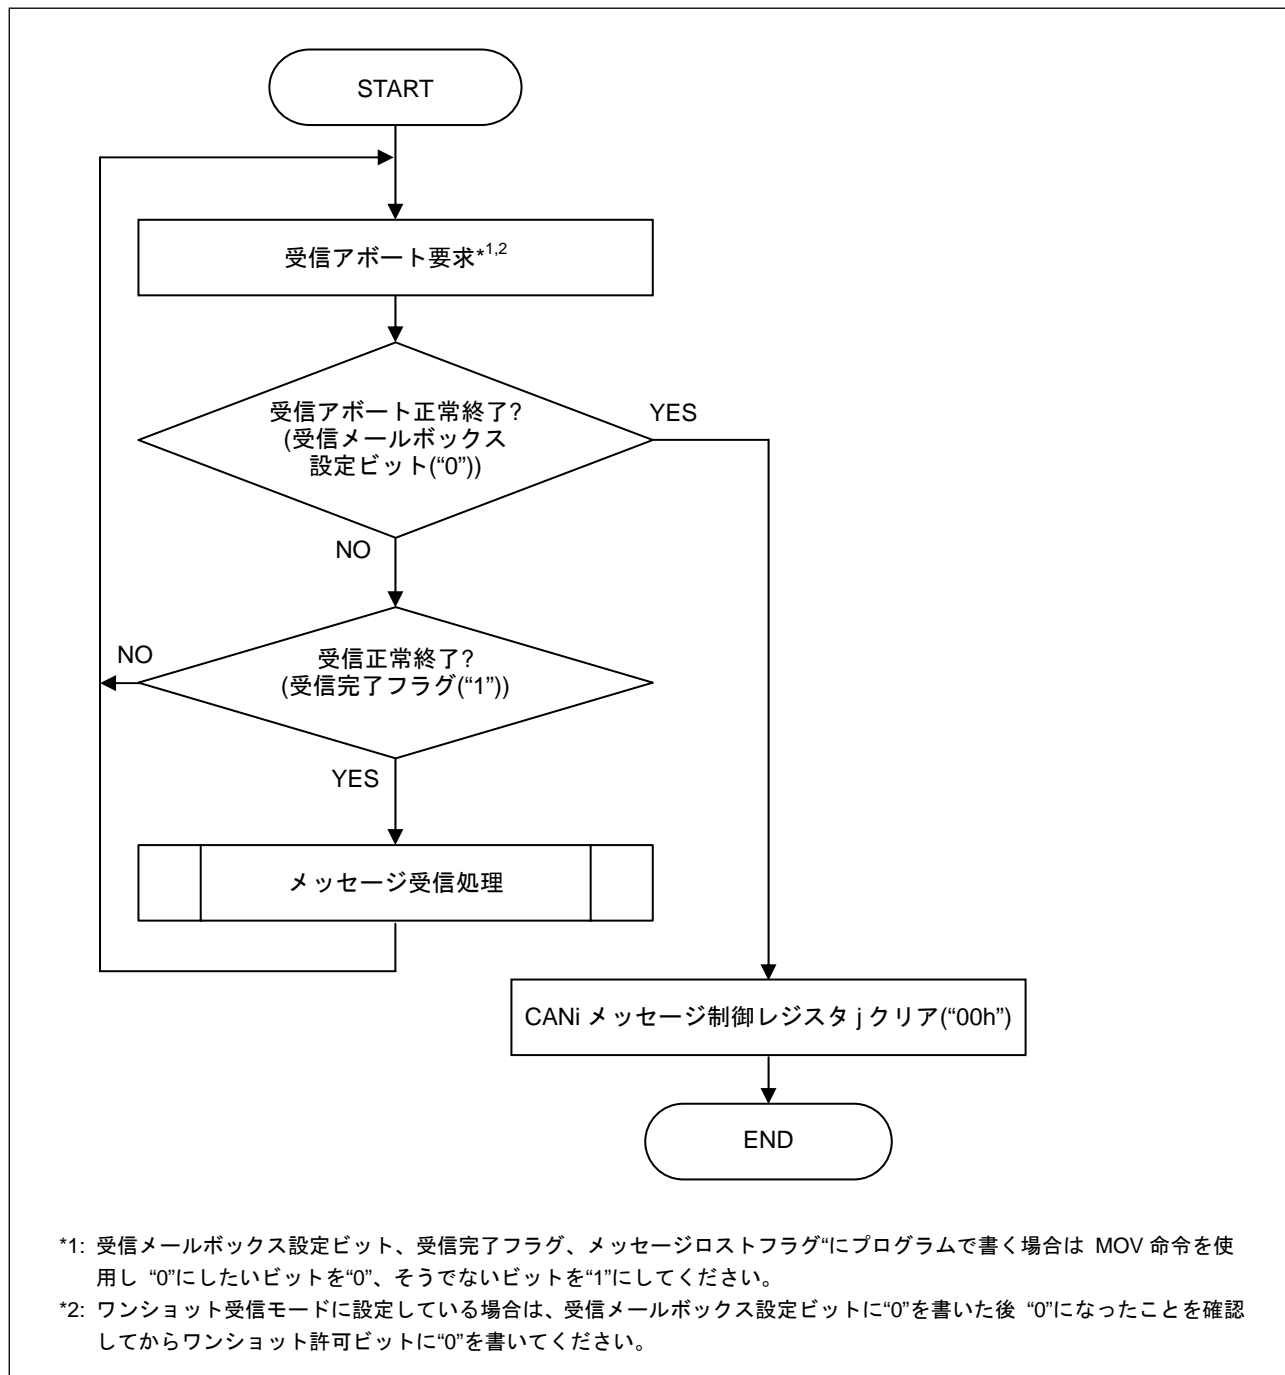 START
受信アボート要求*1,2
受信アボート正常終了?
(受信メールボックス
設定ビット(“0”))
YES
NO
受信正常終了?
(受信完了フラグ(“1”))
NO
YES
メッセージ受信処理
CANi メッセージ制御レジスタ j クリア(“00h”)
END
*1: 受信メールボックス設定ビット、受信完了フラグ、メッセージロストフラグ“にプログラムで書く場合は MOV 命令を使
用し “0”にしたいビットを“0”、そうでないビットを“1”にしてください。
*2: ワンショット受信モードに設定している場合は、受信メールボックス設定ビットに“0”を書いた後 “0”になったことを確認
してからワンショット許可ビットに“0”を書いてください。